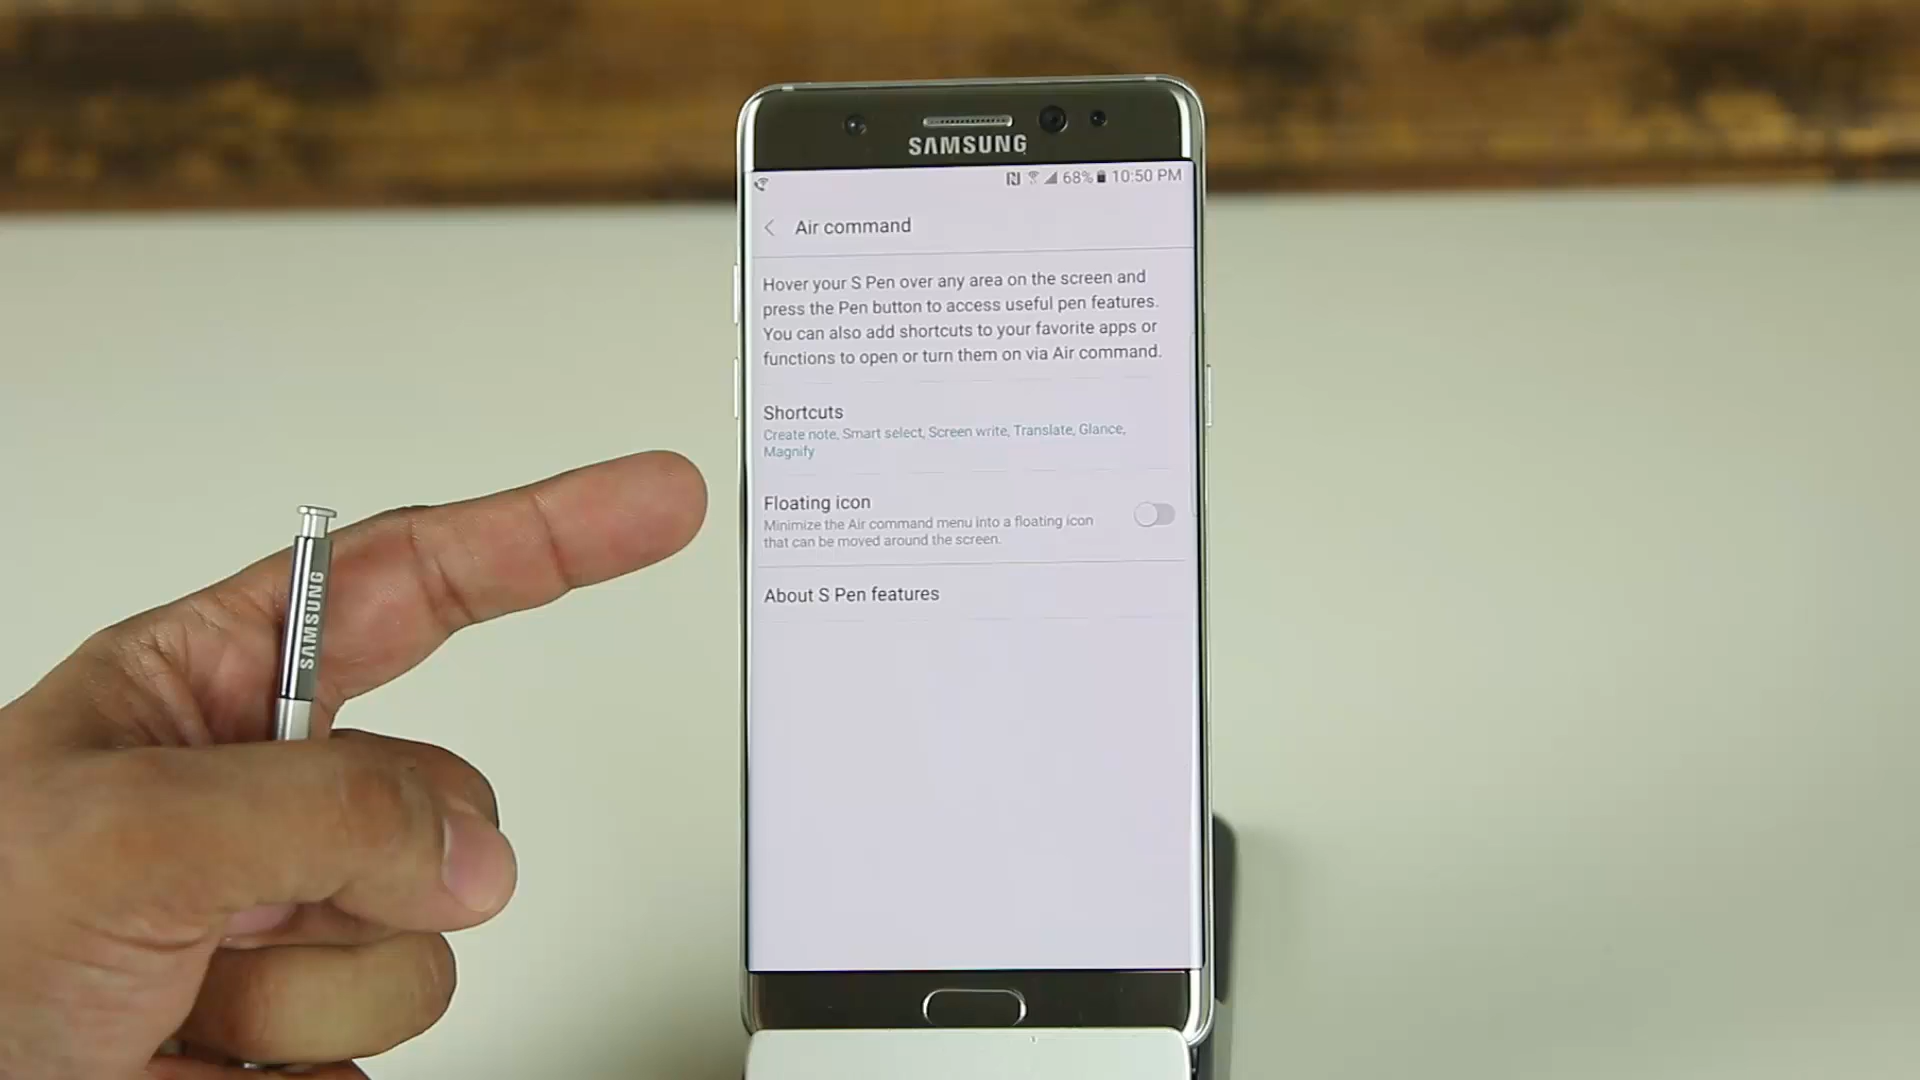 SAMSUNG
68% 10:50 PM
Air command
Hover your S Pen over any area on the screen and
press the Pen button to access useful pen features.
You can also add shortcuts to your favorite apps or
functions to open or turn them on via Air command.
Shortcuts
Create note, Smart select, Screen write, Translate, Glance,
Magnify
Floating icon
Minimize the Air command menu into a floating icon
that can be moved around the screen.
About S Pen features
SAMSUNG